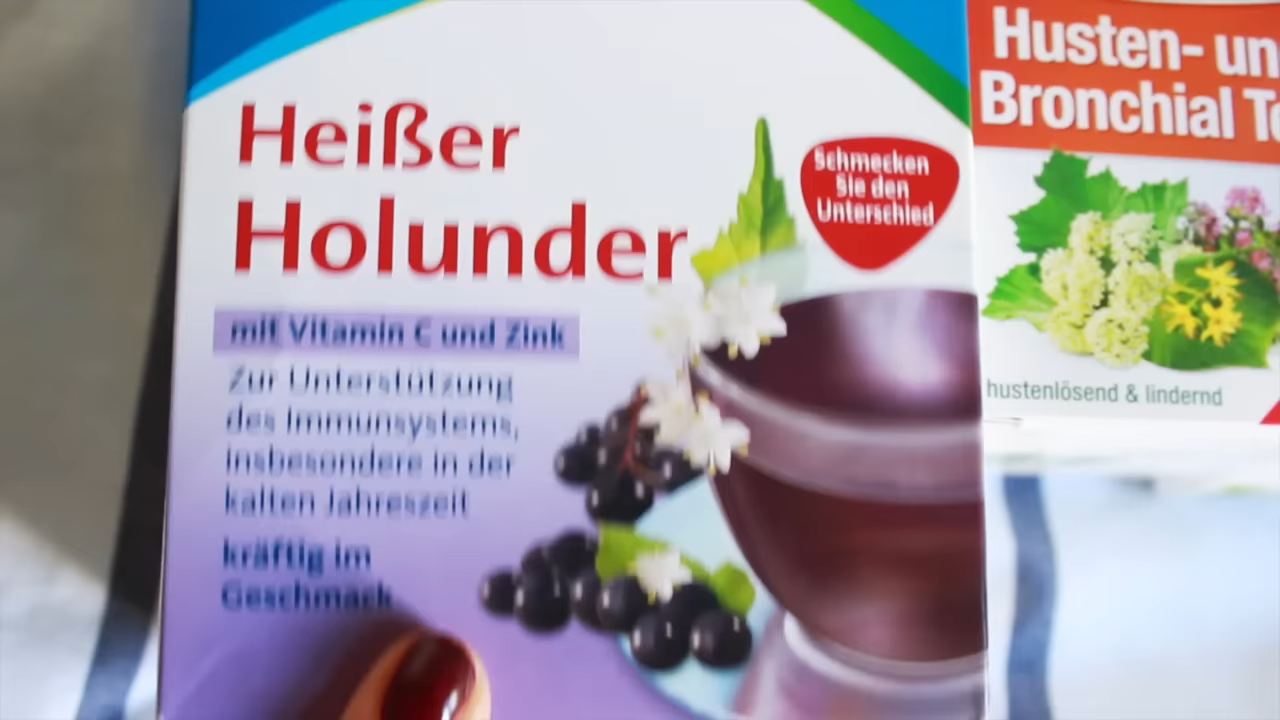 Heißer
Holunder
mit Vitamin C und Zink
Zur Unterstützung
des Immunsystems,
insbesondere in der
kalten Jahreszeit
kräftig im
Geschmack
Schmecken
Sie den
Unterschied
Husten- un
Bronchial Te
hustenlösend & lindernd